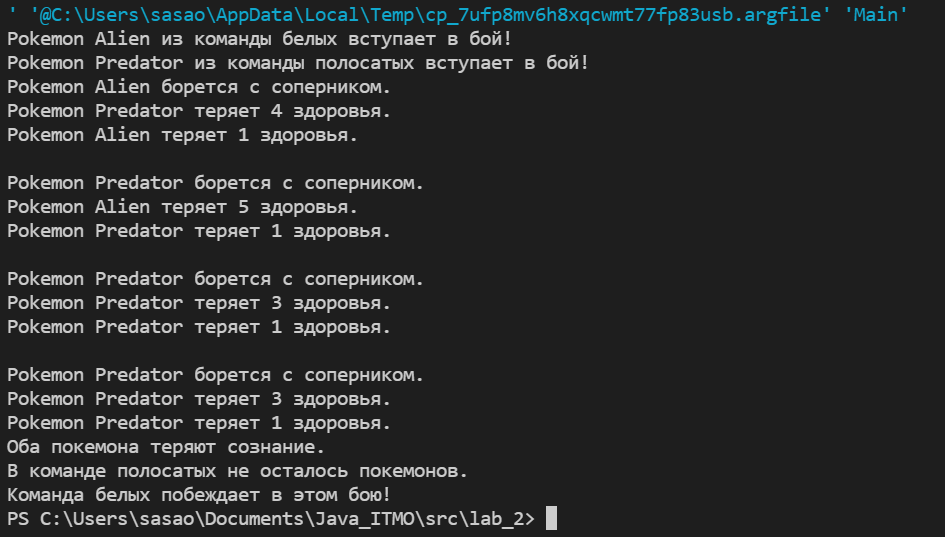 ' '@C:\Users\sasao\AppData\Local\Temp\cp_7ufp8mv6h8xqcwmt77fp83usb.argfile' 'Main'
Pokemon Alien из команды белых вступает в бой!
Pokemon Predator из команды полосатых вступает в бой!
Pokemon Alien борется с соперником.
Pokemon Predator теряет 4 здоровья.
Pokemon Alien теряет 1 здоровья.

Pokemon Predator борется с соперником.
Pokemon Alien теряет 5 здоровья.
Pokemon Predator теряет 1 здоровья.

Pokemon Predator борется с соперником.
Pokemon Predator теряет 3 здоровья.
Pokemon Predator теряет 1 здоровья.

Pokemon Predator борется с соперником.
Pokemon Predator теряет 3 здоровья.
Pokemon Predator теряет 1 здоровья.
Оба покемона теряют сознание.
В команде полосатых не осталось покемонов.
Команда белых побеждает в этом бою!
PS C:\Users\sasao\Documents\Java_ITMO\src\lab_2>